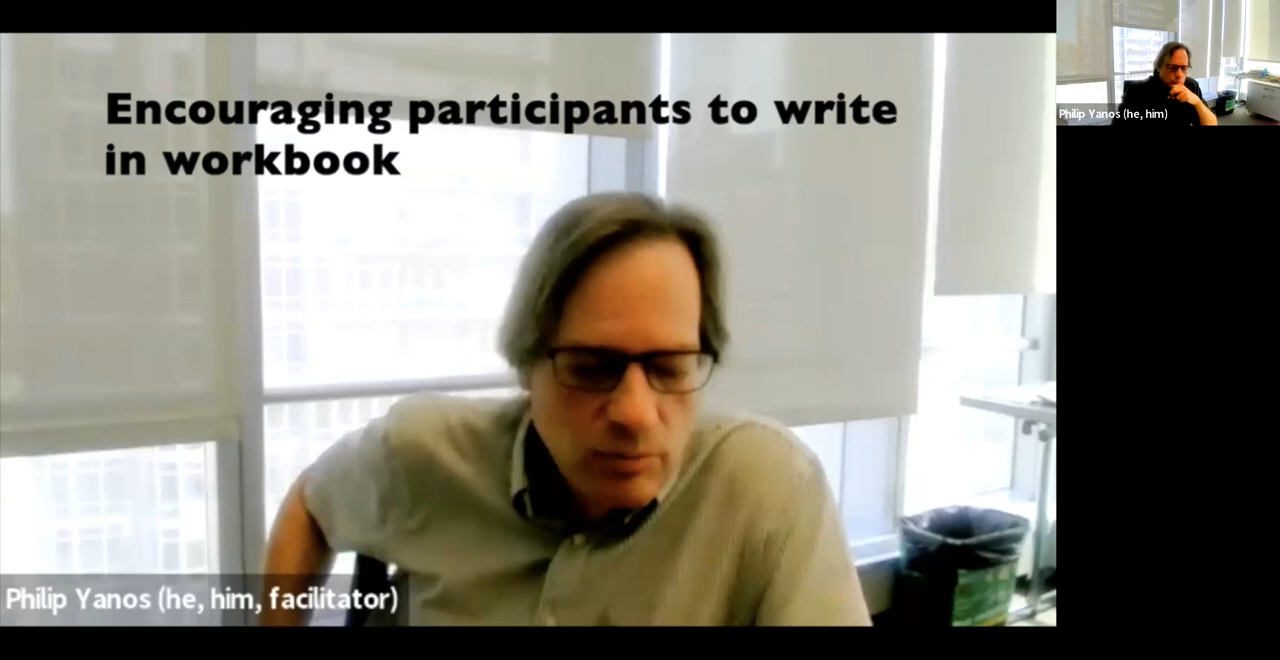 Encouraging participants to write
in workbook
Philip Yanos (he, him, facilitator)
Philip Yanos (he, him)